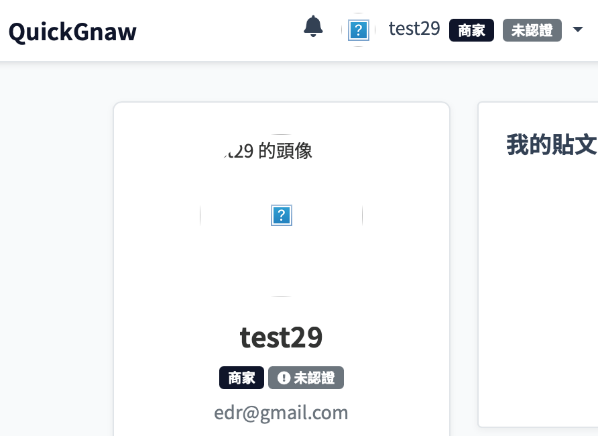 QuickGnaw
test29 商家 未認證
我的貼文
29 的頭像
test29
商家 未認證
edr@gmail.com